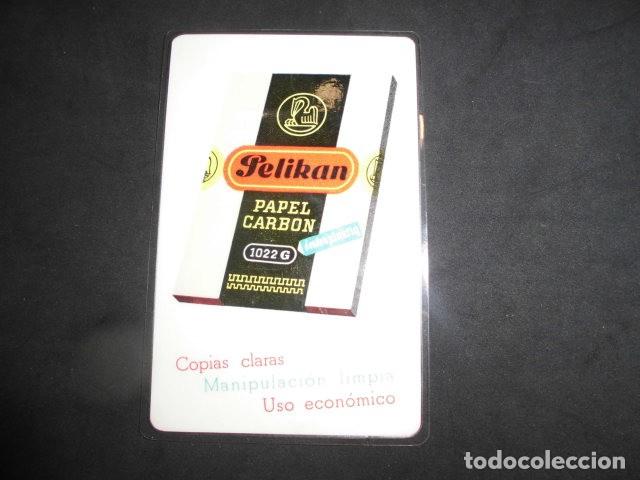 Pelikan
PAPEL
CARBON
1022 G
Copias claras
Manipulación limpia
Uso económico
todocoleccion